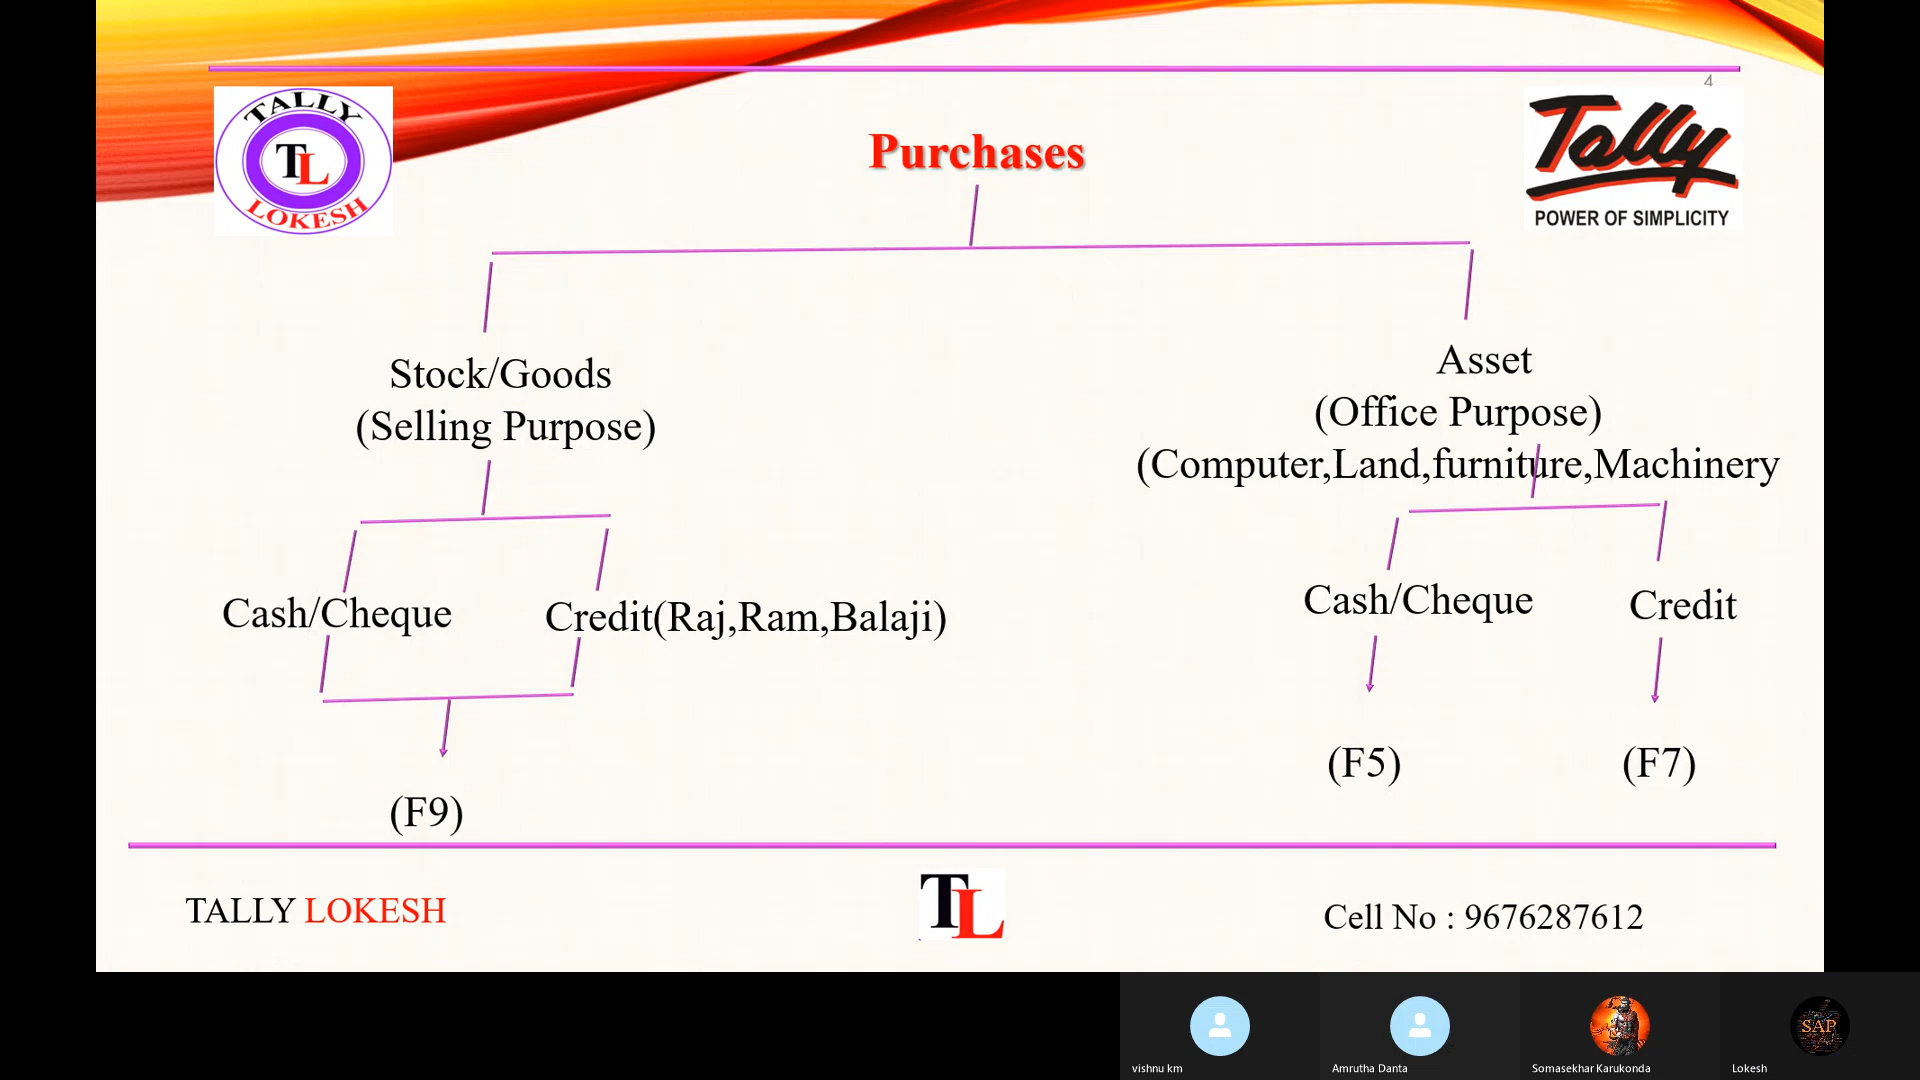 4
TALLY
TL
LOKESH
Tally
POWER OF SIMPLICITY
Purchases
Stock/Goods
(Selling Purpose)
Asset
(Office Purpose)
(Computer,Land,furniture,Machinery
Cash/Cheque
Credit(Raj,Ram,Balaji)
Cash/Cheque
Credit
(F9)
(F5)
(F7)
TALLY LOKESH
TL
Cell No : 9676287612
vishnu km
Amrutha Danta
Somasekhar Karukonda
SAP
Lokesh